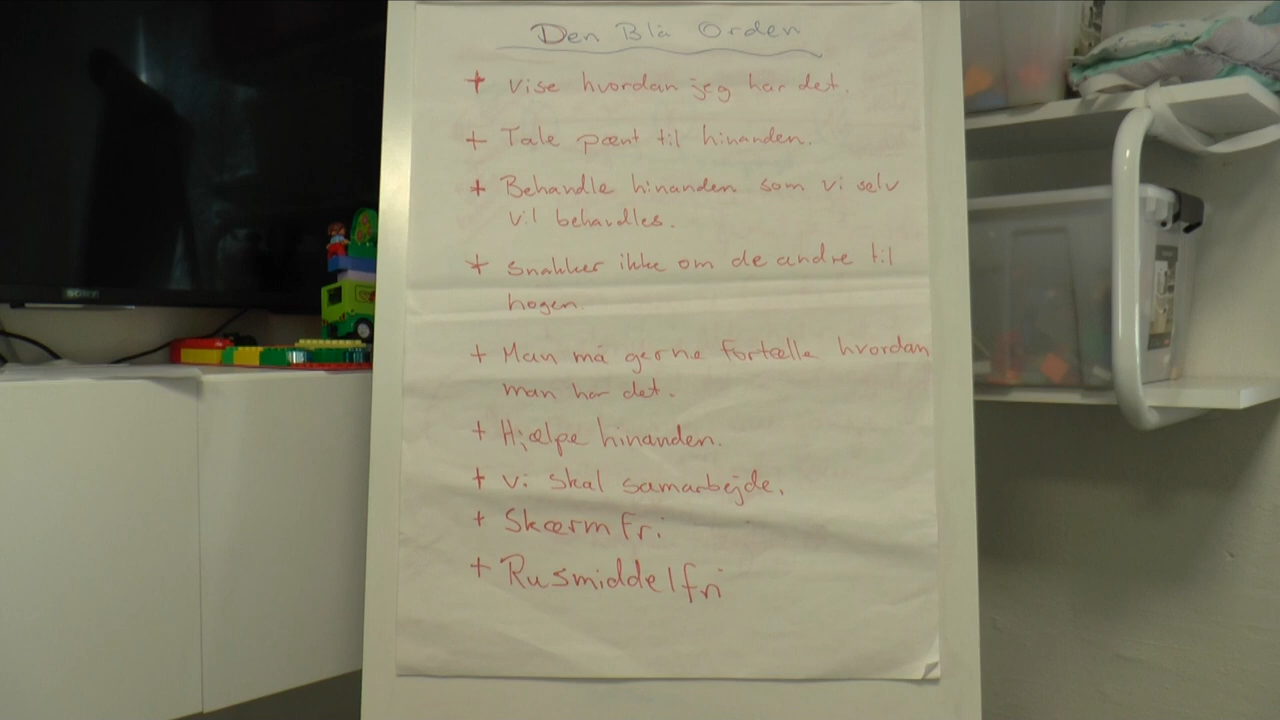 Den Blå Orden
+ Vise hvordan jeg har det.
+ Tale pænt til hinanden.
+ Behandle hinanden som vi selv
vil behandles.
+ Snakker ikke om de andre til
nogen.
+ Man må gerne fortælle hvordan
man har det.
+ Hjælpe hinanden.
+ Vi skal samarbejde.
+ Skærmfri
+ Rusmiddelfri
SONY